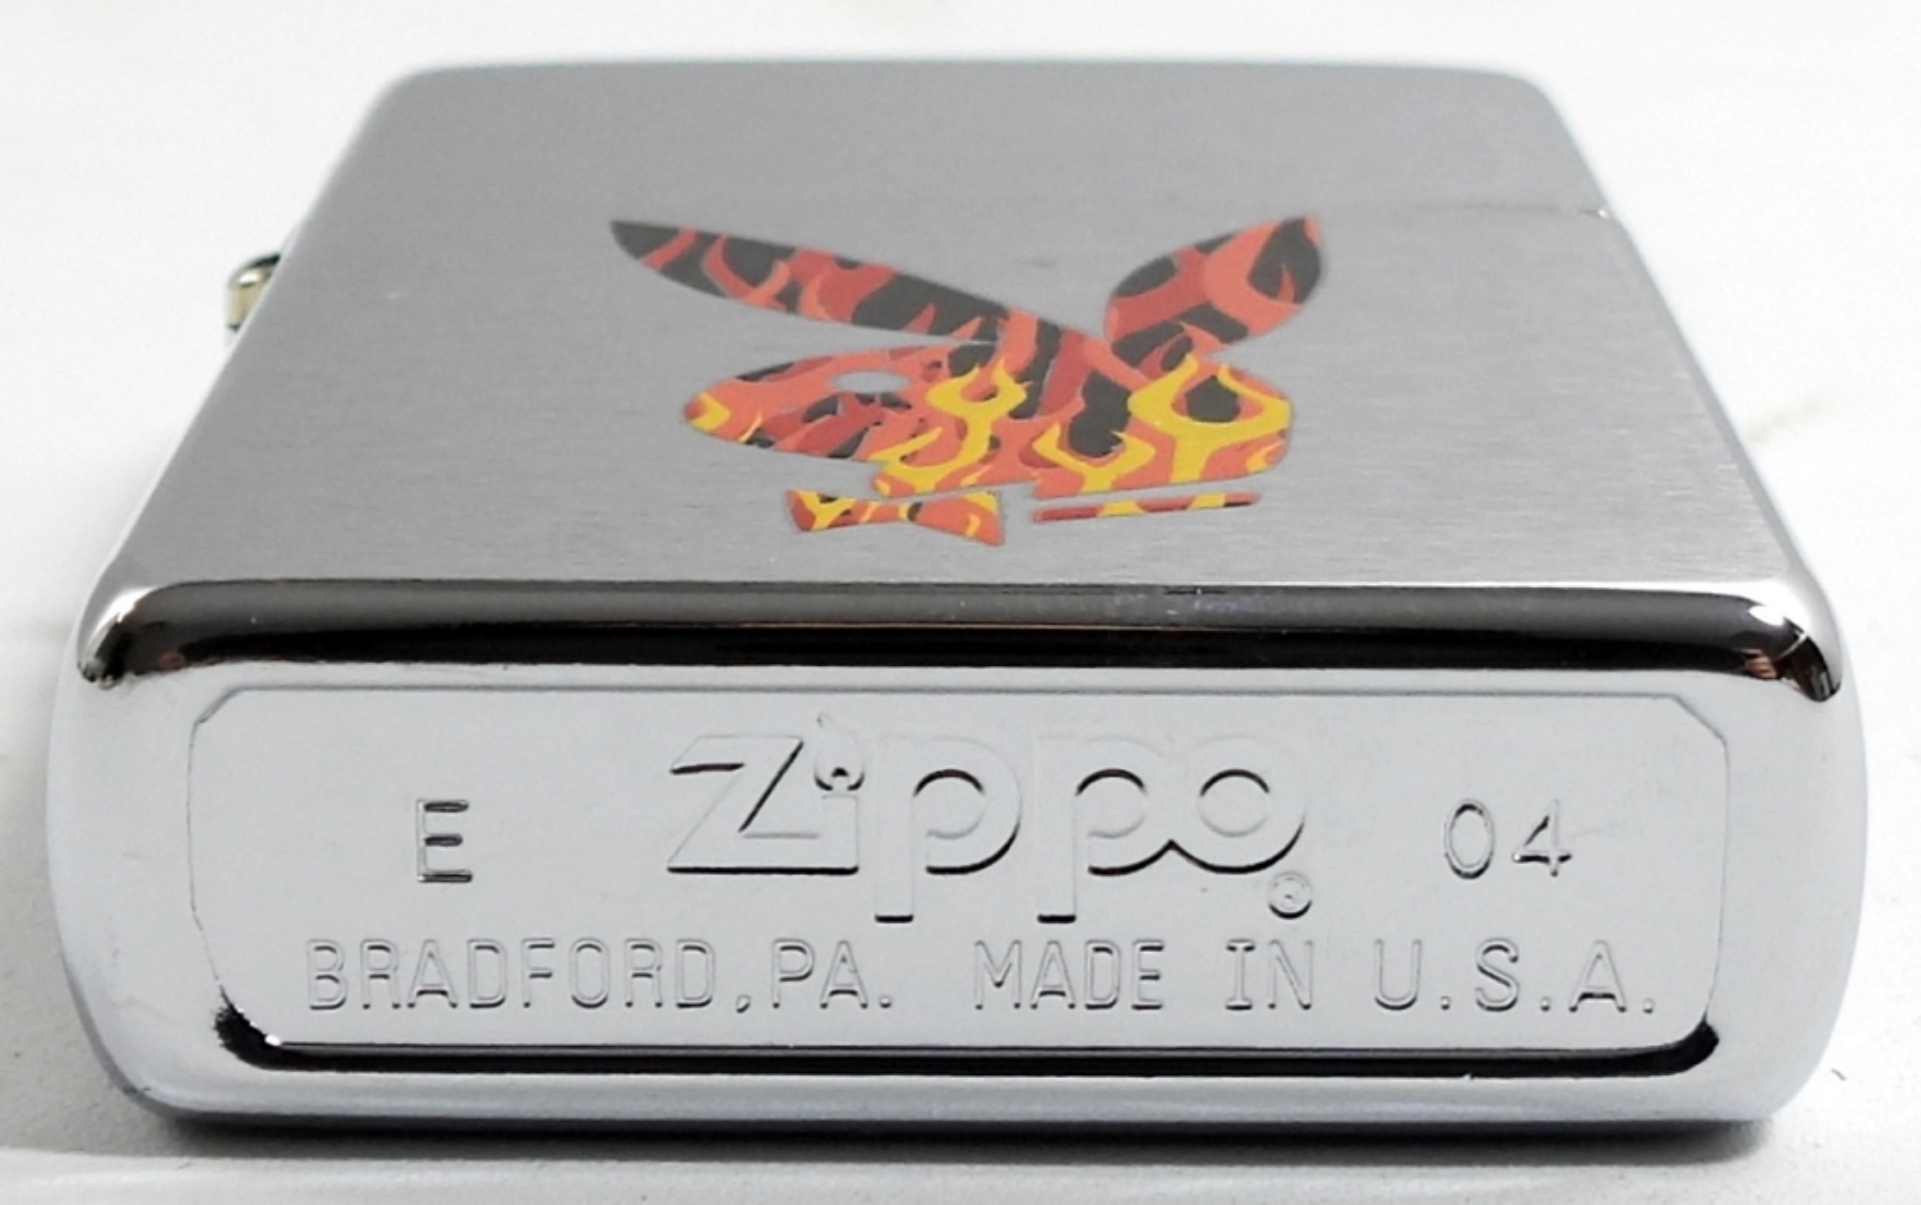 E Zippo® 04
BRADFORD, PA. MADE IN U.S.A.